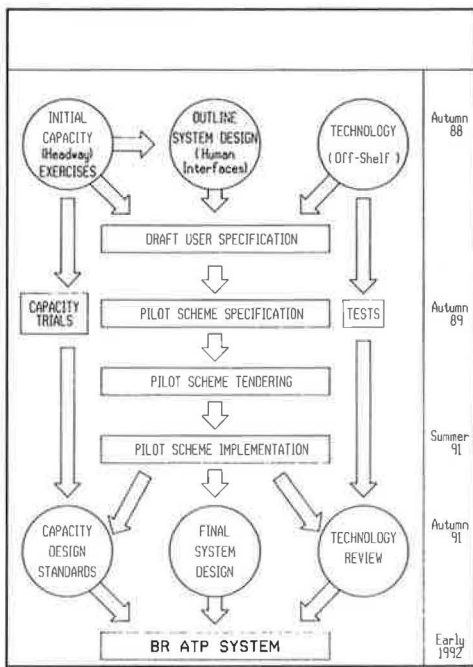 INITIAL
CAPACITY
(Headway)
EXERCISES
OUTLINE
SYSTEM DESIGN
(Human
Interfaces)
TECHNOLOGY
(Off-Shelf)
Autumn
88
DRAFT USER SPECIFICATION
CAPACITY
TRIALS
PILOT SCHEME SPECIFICATION
TESTS
Autumn
89
PILOT SCHEME TENDERING
PILOT SCHEME IMPLEMENTATION
Summer
91
CAPACITY
DESIGN
STANDARDS
FINAL
SYSTEM
DESIGN
TECHNOLOGY
REVIEW
Autumn
91
BR ATP SYSTEM
Early
1992